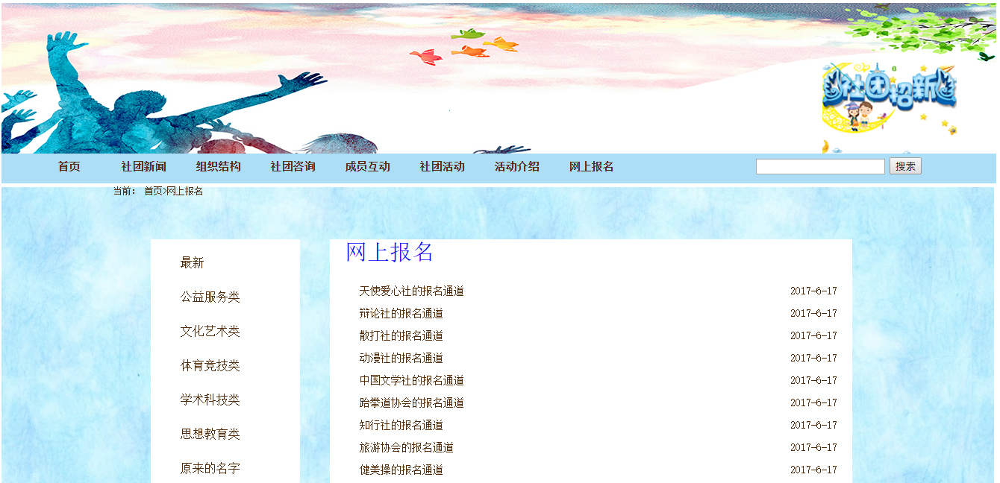 社团招新
首页 社团新闻 组织结构 社团咨询 成员互动 社团活动 活动介绍 网上报名 搜索
当前： 首页>网上报名
最新
公益服务类
文化艺术类
体育竞技类
学术科技类
思想教育类
原来的名字
网上报名
天使爱心社的报名通道 2017-6-17
辩论社的报名通道 2017-6-17
散打社的报名通道 2017-6-17
动漫社的报名通道 2017-6-17
中国文学社的报名通道 2017-6-17
跆拳道协会的报名通道 2017-6-17
知行社的报名通道 2017-6-17
旅游协会的报名通道 2017-6-17
健美操的报名通道 2017-6-17